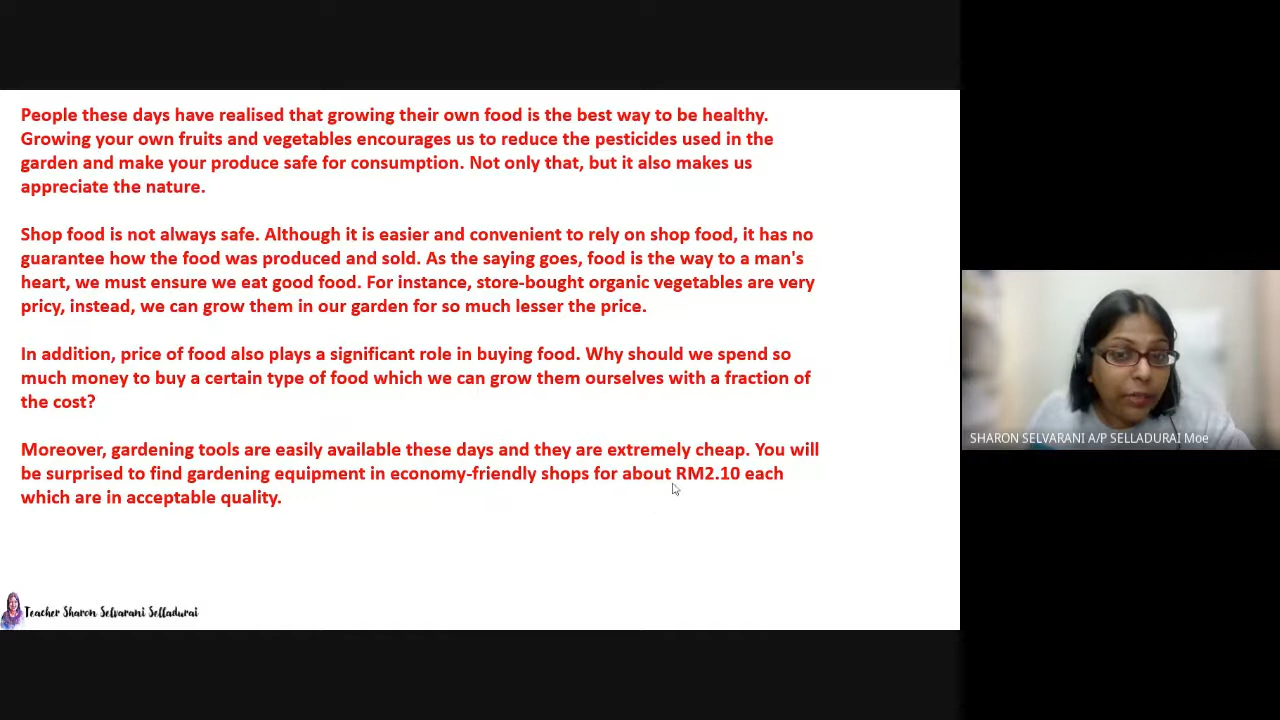 People these days have realised that growing their own food is the best way to be healthy.
Growing your own fruits and vegetables encourages us to reduce the pesticides used in the
garden and make your produce safe for consumption. Not only that, but it also makes us
appreciate the nature.
Shop food is not always safe. Although it is easier and convenient to rely on shop food, it has no
guarantee how the food was produced and sold. As the saying goes, food is the way to a man's
heart, we must ensure we eat good food. For instance, store-bought organic vegetables are very
pricy, instead, we can grow them in our garden for so much lesser the price.
In addition, price of food also plays a significant role in buying food. Why should we spend so
much money to buy a certain type of food which we can grow them ourselves with a fraction of
the cost?
Moreover, gardening tools are easily available these days and they are extremely cheap. You will
be surprised to find gardening equipment in economy-friendly shops for about RM2.10 each
which are in acceptable quality.
SHARON SELVARANI A/P SELLADURAI Moe
Teacher Sharon Selvarani Selladurai